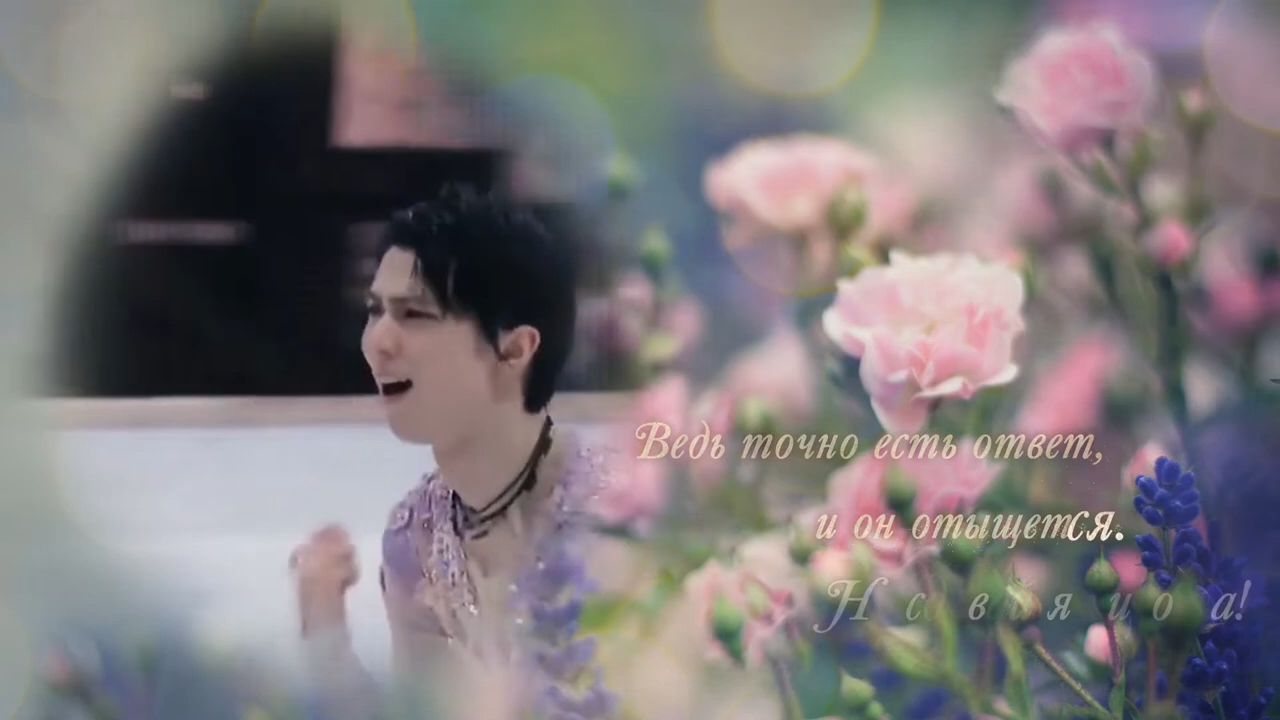 Ведь точно есть ответ,
и он отыщется.